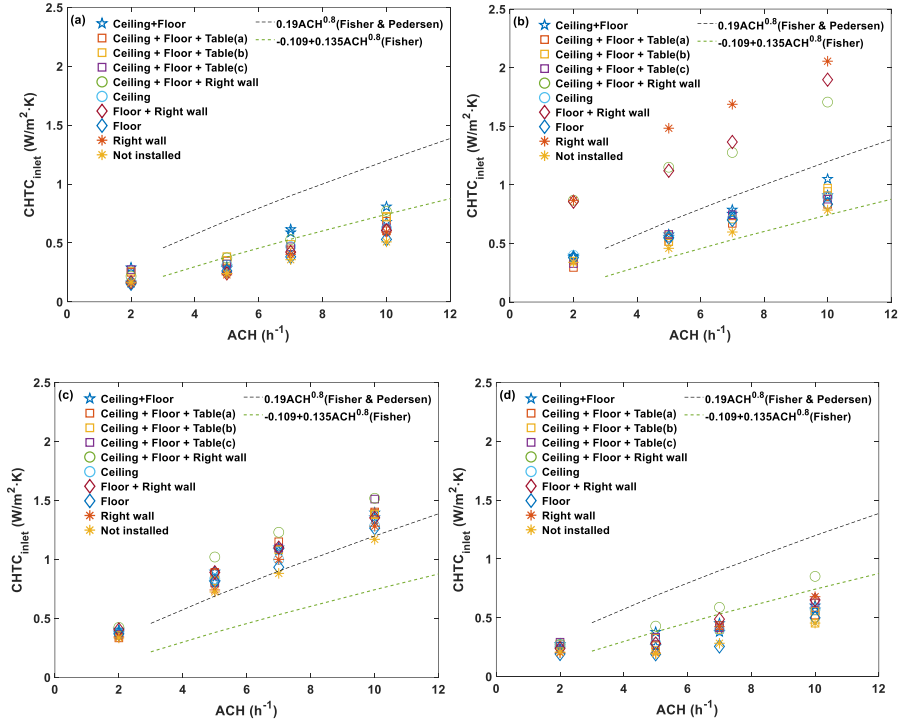 (a)
Ceiling+Floor
Ceiling + Floor + Table(a)
Ceiling + Floor + Table(b)
Ceiling + Floor + Table(c)
Ceiling + Floor + Right wall
Ceiling
Floor + Right wall
Floor
Right wall
Not installed
0.19ACH^0.8(Fisher & Pedersen)
-0.109+0.135ACH^0.8(Fisher)
2.5
2
1.5
1
0.5
0
CHTC_inlet (W/m²·K)
0 2 4 6 8 10 12
ACH (h⁻¹)
(b)
Ceiling+Floor
Ceiling + Floor + Table(a)
Ceiling + Floor + Table(b)
Ceiling + Floor + Table(c)
Ceiling + Floor + Right wall
Ceiling
Floor + Right wall
Floor
Right wall
Not installed
0.19ACH^0.8(Fisher & Pedersen)
-0.109+0.135ACH^0.8(Fisher)
2.5
2
1.5
1
0.5
0
CHTC_inlet (W/m²·K)
0 2 4 6 8 10 12
ACH (h⁻¹)
(c)
Ceiling+Floor
Ceiling + Floor + Table(a)
Ceiling + Floor + Table(b)
Ceiling + Floor + Table(c)
Ceiling + Floor + Right wall
Ceiling
Floor + Right wall
Floor
Right wall
Not installed
0.19ACH^0.8(Fisher & Pedersen)
-0.109+0.135ACH^0.8(Fisher)
2.5
2
1.5
1
0.5
0
CHTC_inlet (W/m²·K)
0 2 4 6 8 10 12
ACH (h⁻¹)
(d)
Ceiling+Floor
Ceiling + Floor + Table(a)
Ceiling + Floor + Table(b)
Ceiling + Floor + Table(c)
Ceiling + Floor + Right wall
Ceiling
Floor + Right wall
Floor
Right wall
Not installed
0.19ACH^0.8(Fisher & Pedersen)
-0.109+0.135ACH^0.8(Fisher)
2.5
2
1.5
1
0.5
0
CHTC_inlet (W/m²·K)
0 2 4 6 8 10 12
ACH (h⁻¹)